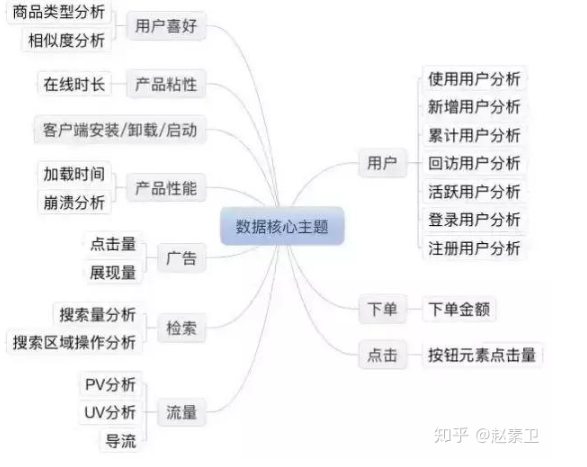 商品类型分析
相似度分析
用户喜好
在线时长
产品粘性
客户端安装/卸载/启动
加载时间
崩溃分析
产品性能
点击量
展现量
广告
搜索量分析
搜索区域操作分析
检索
PV分析
UV分析
导流
流量
数据核心主题
用户
使用用户分析
新增用户分析
累计用户分析
回访用户分析
活跃用户分析
登录用户分析
注册用户分析
下单
下单金额
点击
按钮元素点击量
知乎 @赵素卫